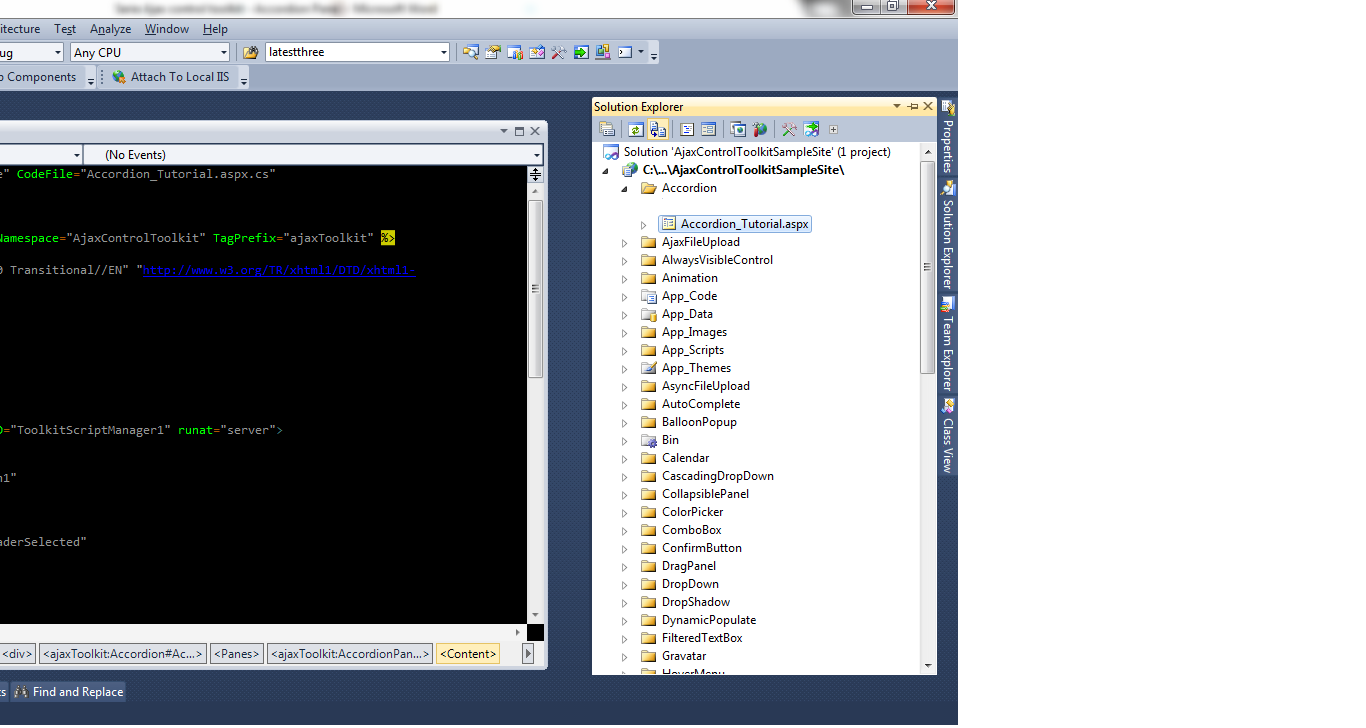 Serie Ajax control toolkit - Accordion Panel - Microsoft Word
itecture Test Analyze Window Help
ug Any CPU latestthree
o Components Attach To Local IIS
Solution Explorer
(No Events)
e" CodeFile="Accordion_Tutorial.aspx.cs"
Namespace="AjaxControlToolkit" TagPrefix="ajaxToolkit" %>
0 Transitional//EN" "http://www.w3.org/TR/xhtml1/DTD/xhtml1-
D="ToolkitScriptManager1" runat="server">
n1"
aderSelected"
<div> <ajaxToolkit:Accordion#Ac...> <Panes> <ajaxToolkit:AccordionPan...> <Content>
ts Find and Replace
Solution 'AjaxControlToolkitSampleSite' (1 project)
C:\...\AjaxControlToolkitSampleSite\
Accordion
Accordion_Tutorial.aspx
AjaxFileUpload
AlwaysVisibleControl
Animation
App_Code
App_Data
App_Images
App_Scripts
App_Themes
AsyncFileUpload
AutoComplete
BalloonPopup
Bin
Calendar
CascadingDropDown
CollapsiblePanel
ColorPicker
ComboBox
ConfirmButton
DragPanel
DropDown
DropShadow
DynamicPopulate
FilteredTextBox
Gravatar
HoverMenu
Properties
Solution Explorer
Team Explorer
Class View